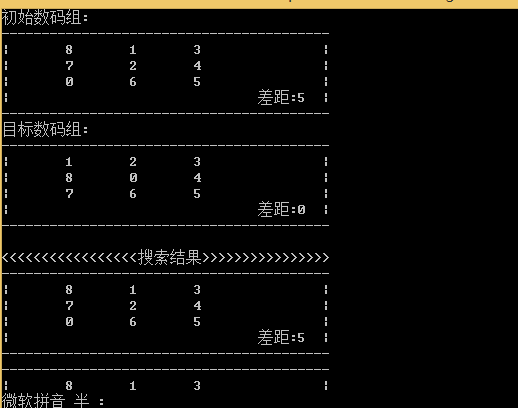 初始数码组:
8 1 3
7 2 4
0 6 5
差距:5
目标数码组:
1 2 3
8 0 4
7 6 5
差距:0
<<<<<<<<<<<<<<<<<搜索结果>>>>>>>>>>>>>>>>
8 1 3
7 2 4
0 6 5
差距:5
8 1 3
微软拼音 半 :